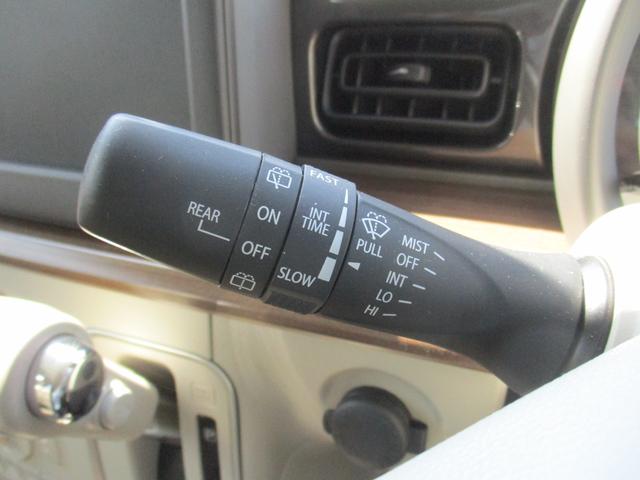 REAR
ON
OFF
FAST
INT
TIME
SLOW
PULL
MIST
OFF
INT
LO
HI